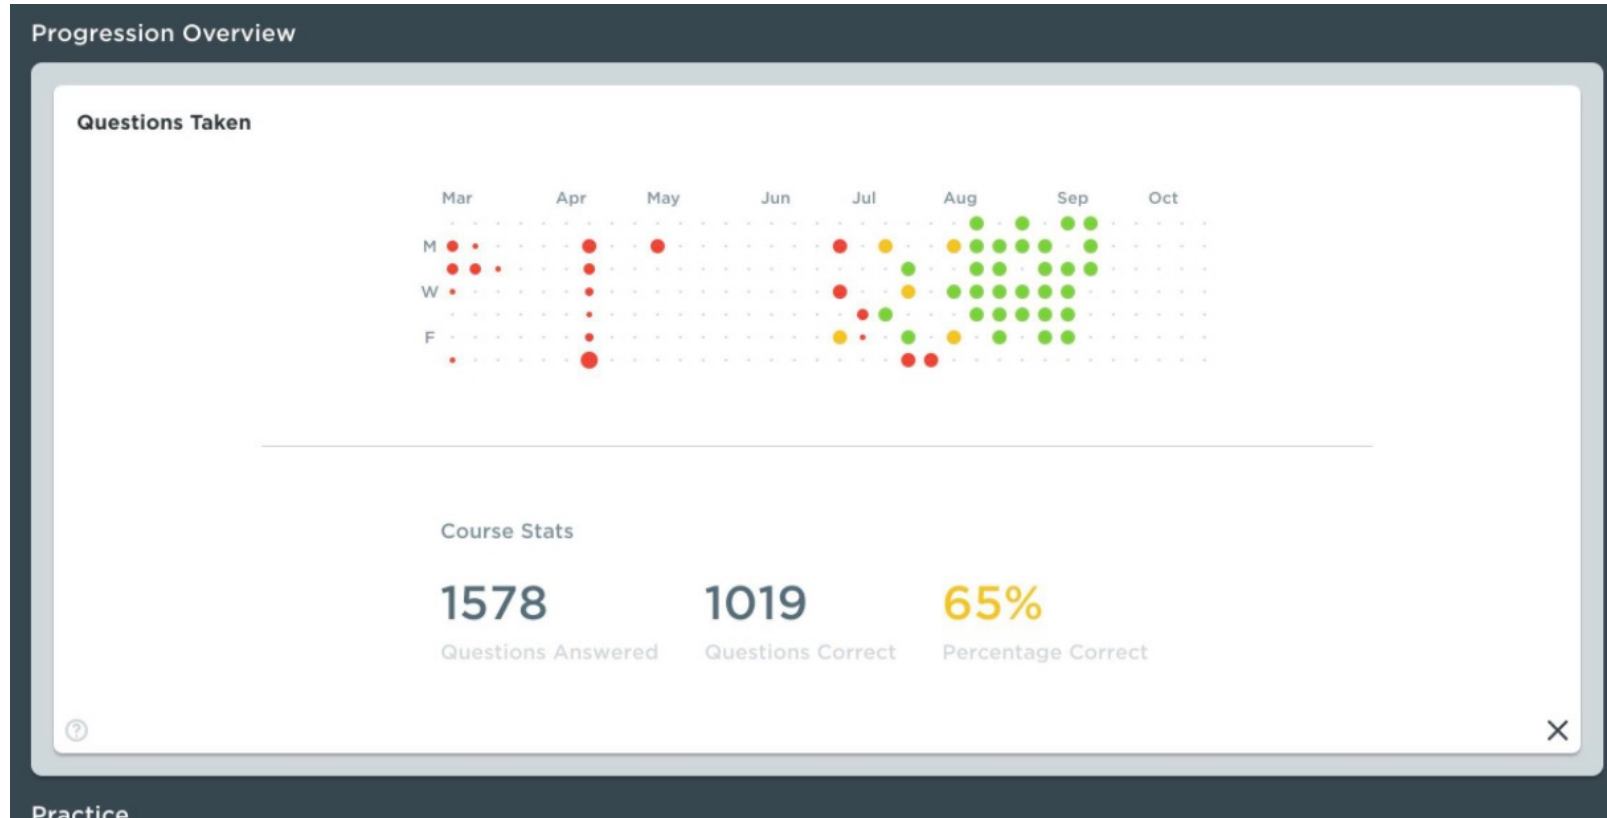 Progression Overview
Questions Taken
Mar Apr May Jun Jul Aug Sep Oct
M
W
F
Course Stats
1578 1019 65%
Questions Answered Questions Correct Percentage Correct
?
Practice